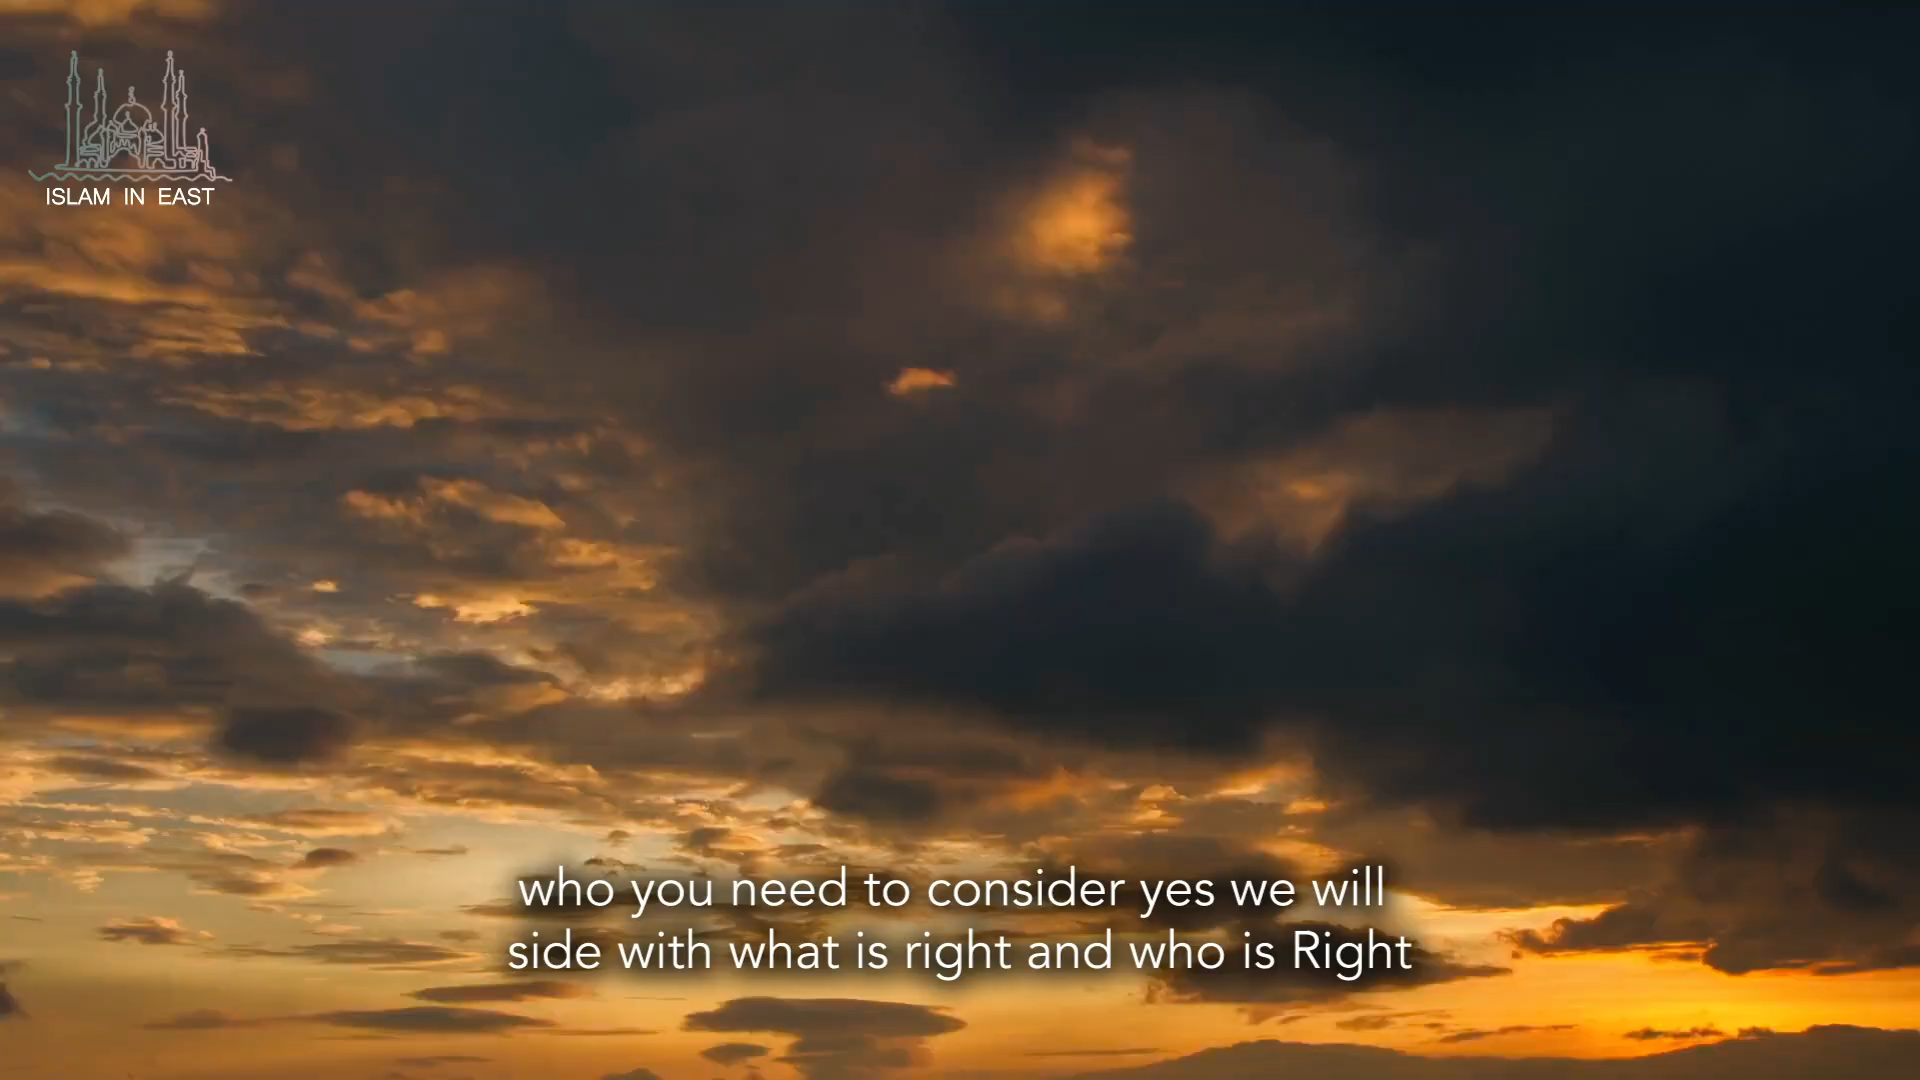 ISLAM IN EAST
who you need to consider yes we will
side with what is right and who is Right